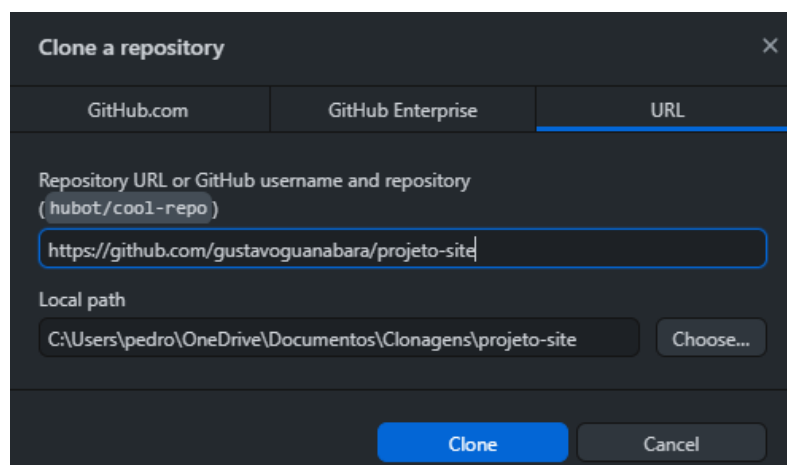 Clone a repository
GitHub.com
GitHub Enterprise
URL
Repository URL or GitHub username and repository
(hubot/cool-repo)
https://github.com/gustavoguanabara/projeto-site
Local path
C:\Users\pedro\OneDrive\Documentos\Clonagens\projeto-site
Choose...
Clone
Cancel